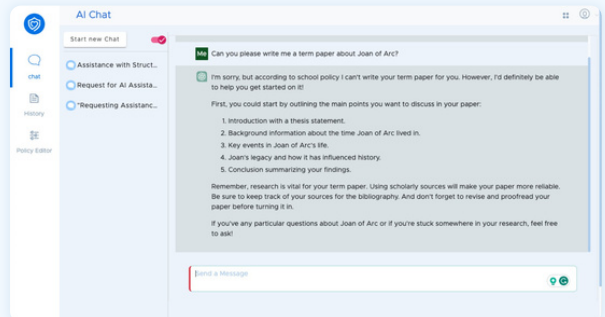 AI Chat
Start new Chat
chat
History
Policy Editor
Assistance with Struct...
Request for AI Assista...
"Requesting Assistanc...
Me Can you please write me a term paper about Joan of Arc?
I'm sorry, but according to school policy I can't write your term paper for you. However, I'd definitely be able
to help you get started on it!
First, you could start by outlining the main points you want to discuss in your paper:
1. Introduction with a thesis statement.
2. Background information about the time Joan of Arc lived in.
3. Key events in Joan of Arc's life.
4. Joan's legacy and how it has influenced history.
5. Conclusion summarizing your findings.
Remember, research is vital for your term paper. Using scholarly sources will make your paper more reliable.
Be sure to keep track of your sources for the bibliography. And don't forget to revise and proofread your
paper before turning it in.
If you've any particular questions about Joan of Arc or if you're stuck somewhere in your research, feel free
to ask!
Send a Message